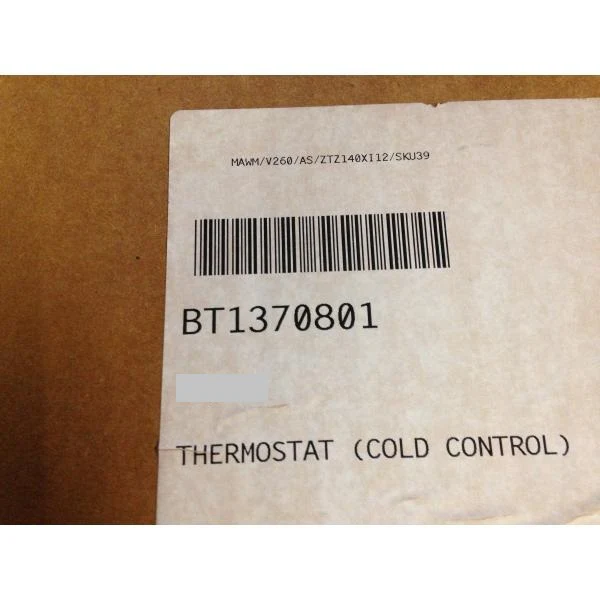 MAWM/V260/AS/ZTZ140XI12/SKU39
BT1370801
THERMOSTAT (COLD CONTROL)